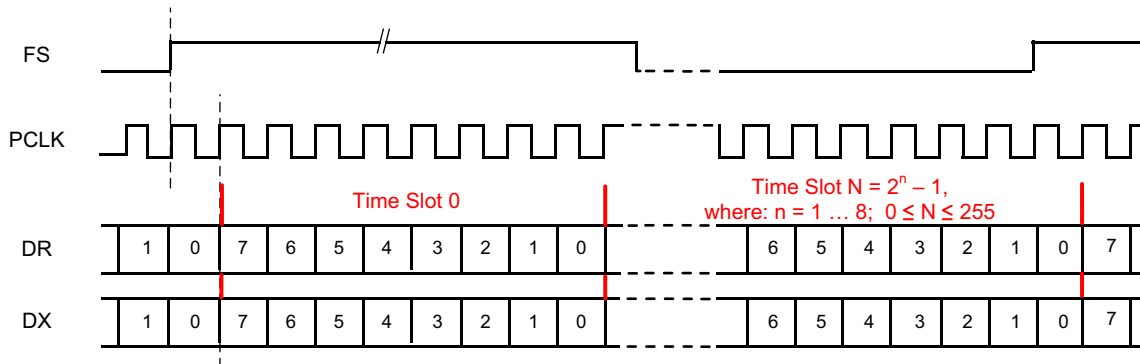 FS
PCLK
Time Slot 0
Time Slot N = 2ⁿ – 1,
where: n = 1 … 8; 0 ≤ N ≤ 255
DR 1 0 7 6 5 4 3 2 1 0 6 5 4 3 2 1 0 7
DX 1 0 7 6 5 4 3 2 1 0 6 5 4 3 2 1 0 7